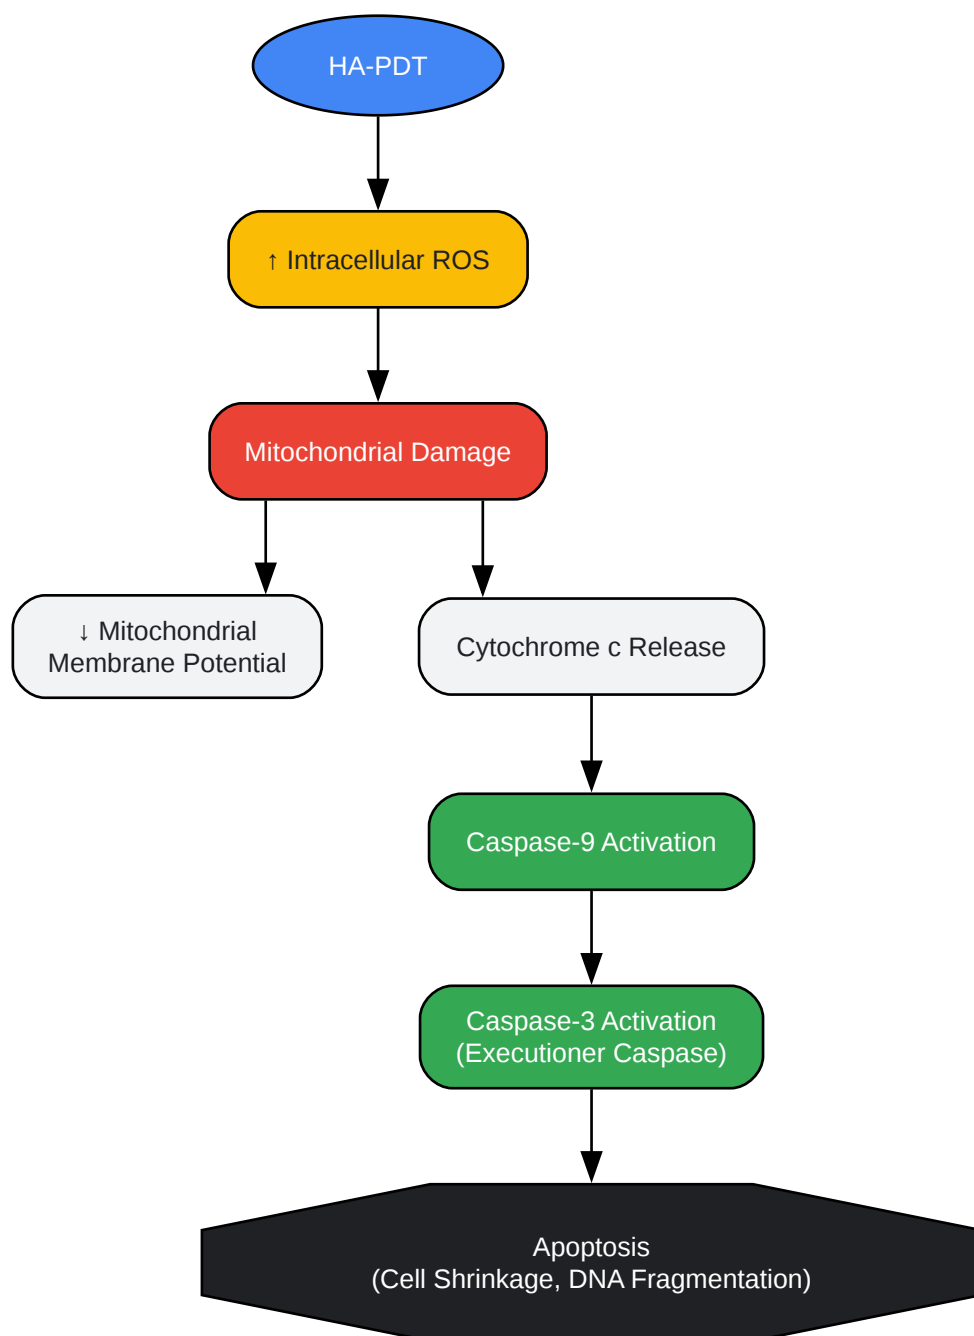 HA-PDT
↑ Intracellular ROS
Mitochondrial Damage
↓ Mitochondrial
Membrane Potential
Cytochrome c Release
Caspase-9 Activation
Caspase-3 Activation
(Executioner Caspase)
Apoptosis
(Cell Shrinkage, DNA Fragmentation)